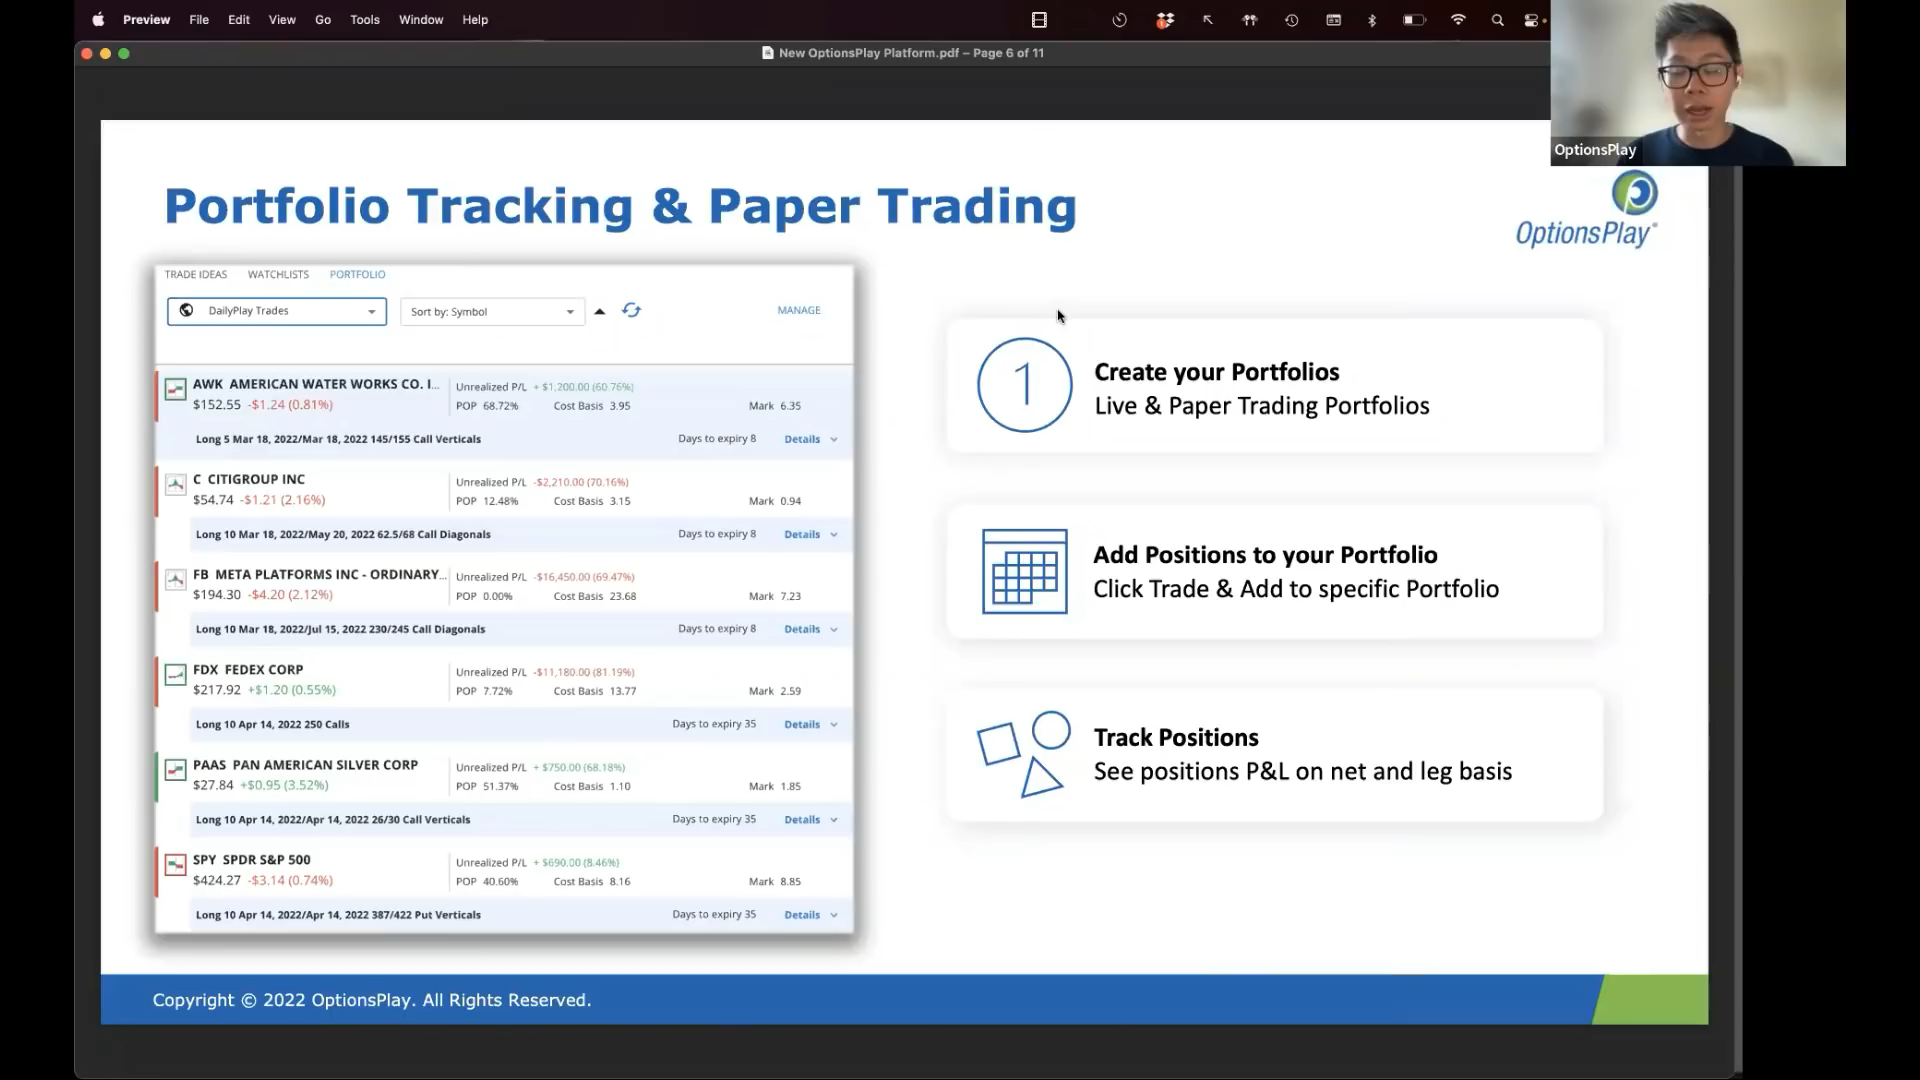 Preview File Edit View Go Tools Window Help
New OptionsPlay Platform.pdf – Page 6 of 11
OptionsPlay
Portfolio Tracking & Paper Trading
OptionsPlay
TRADE IDEAS WATCHLISTS PORTFOLIO
DailyPlay Trades Sort by: Symbol MANAGE
AWK AMERICAN WATER WORKS CO. I... Unrealized P/L + $1,200.00 (60.76%)
$152.55 -$1.24 (0.81%) POP 68.72% Cost Basis 3.95 Mark 6.35
Long 5 Mar 18, 2022/Mar 18, 2022 145/155 Call Verticals Days to expiry 8 Details
C CITIGROUP INC Unrealized P/L -$2,210.00 (70.16%)
$54.74 -$1.21 (2.16%) POP 12.48% Cost Basis 3.15 Mark 0.94
Long 10 Mar 18, 2022/May 20, 2022 62.5/68 Call Diagonals Days to expiry 8 Details
FB META PLATFORMS INC - ORDINARY... Unrealized P/L -$16,450.00 (69.47%)
$194.30 -$4.20 (2.12%) POP 0.00% Cost Basis 23.68 Mark 7.23
Long 10 Mar 18, 2022/Jul 15, 2022 230/245 Call Diagonals Days to expiry 8 Details
FDX FEDEX CORP Unrealized P/L -$11,180.00 (81.19%)
$217.92 +$1.20 (0.55%) POP 7.72% Cost Basis 13.77 Mark 2.59
Long 10 Apr 14, 2022 250 Calls Days to expiry 35 Details
PAAS PAN AMERICAN SILVER CORP Unrealized P/L + $750.00 (68.18%)
$27.84 +$0.95 (3.52%) POP 51.37% Cost Basis 1.10 Mark 1.85
Long 10 Apr 14, 2022/Apr 14, 2022 26/30 Call Verticals Days to expiry 35 Details
SPY SPDR S&P 500 Unrealized P/L + $690.00 (8.46%)
$424.27 -$3.14 (0.74%) POP 40.60% Cost Basis 8.16 Mark 8.85
Long 10 Apr 14, 2022/Apr 14, 2022 387/422 Put Verticals Days to expiry 35 Details
1
Create your Portfolios
Live & Paper Trading Portfolios
Add Positions to your Portfolio
Click Trade & Add to specific Portfolio
Track Positions
See positions P&L on net and leg basis
Copyright © 2022 OptionsPlay. All Rights Reserved.